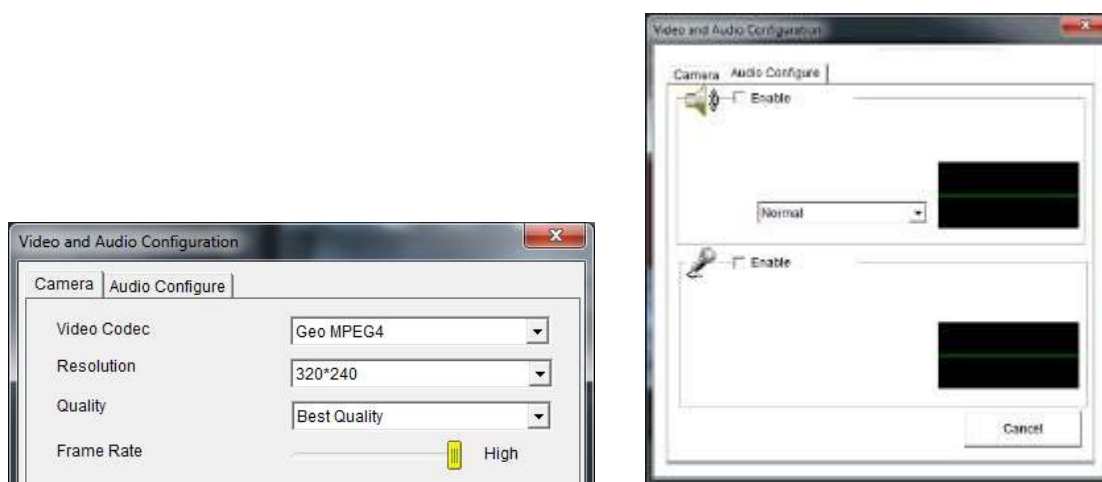 Video and Audio Configuration
Camera Audio Configure
Video Codec Geo MPEG4
Resolution 320*240
Quality Best Quality
Frame Rate High
Video and Audio Configuration
Camera Audio Configure
Enable
Normal
Enable
Cancel